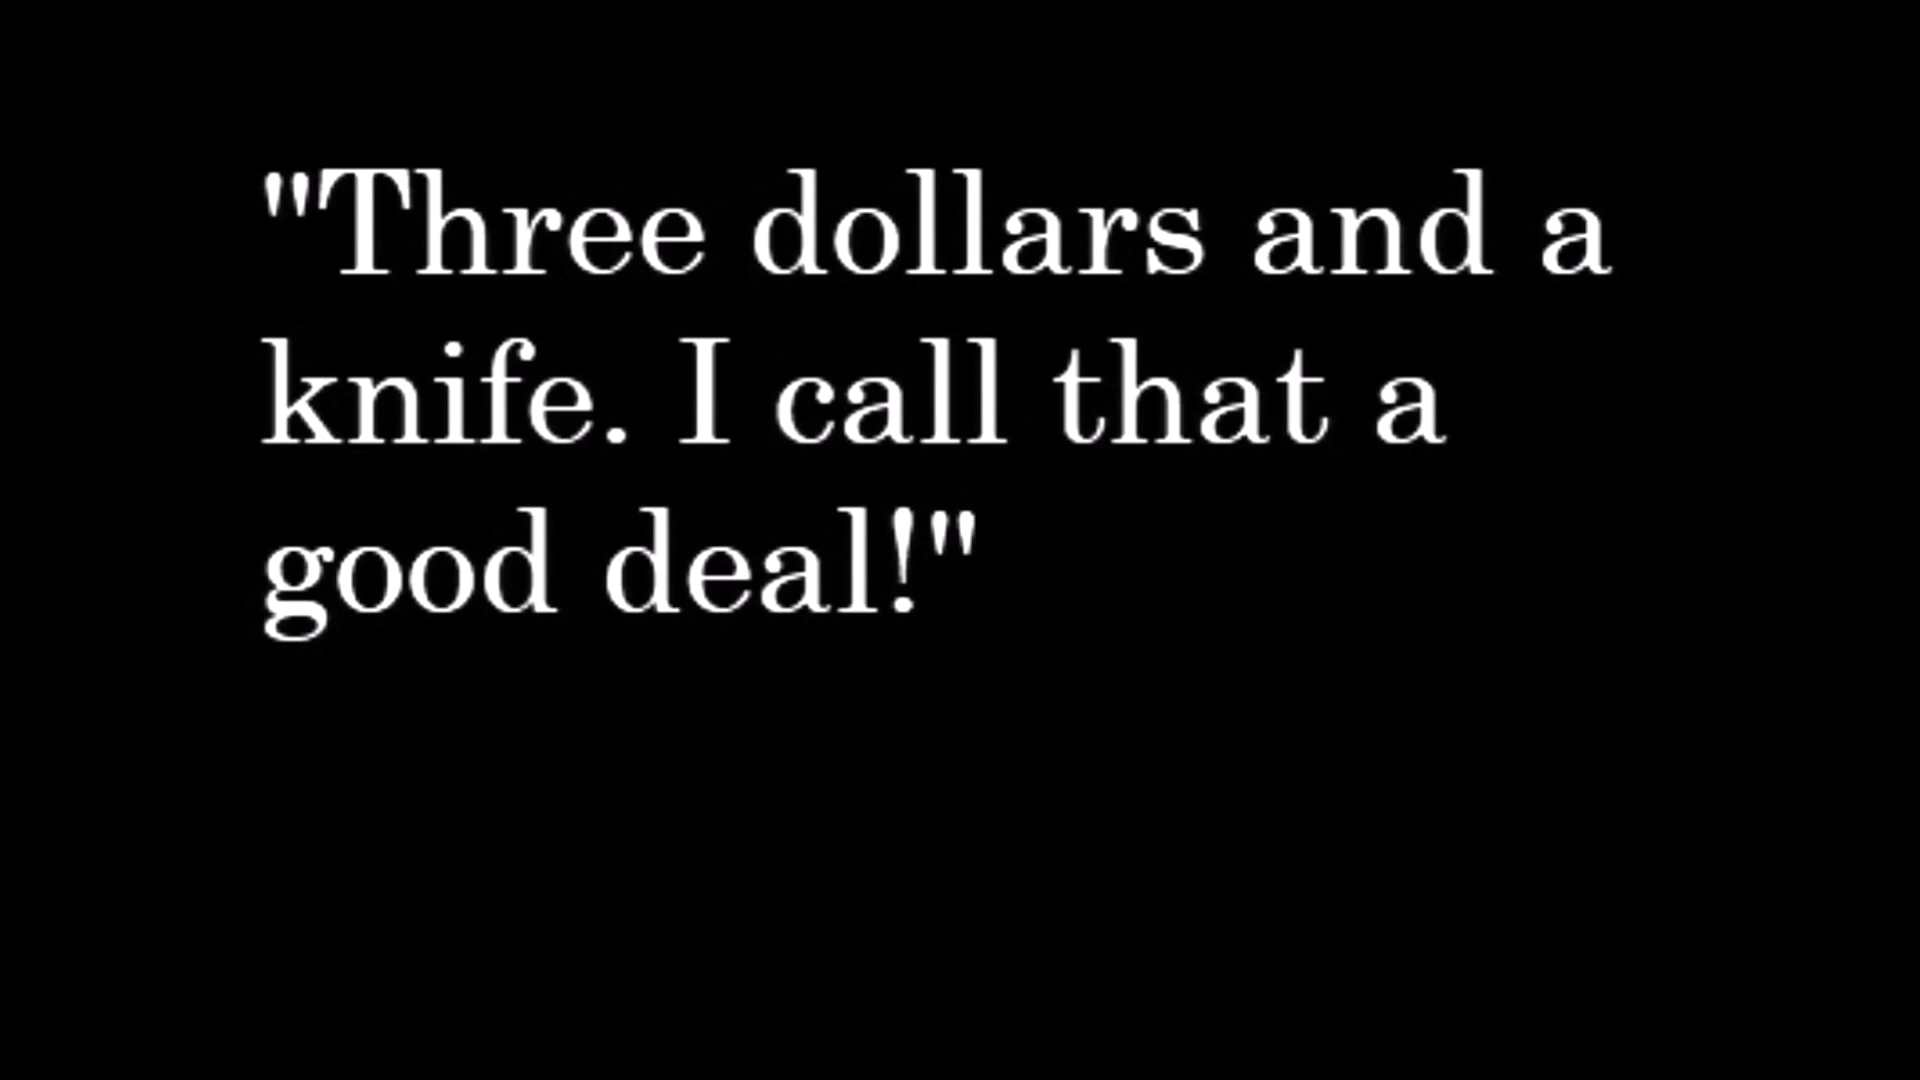 "Three dollars and a
knife. I call that a
good deal!"